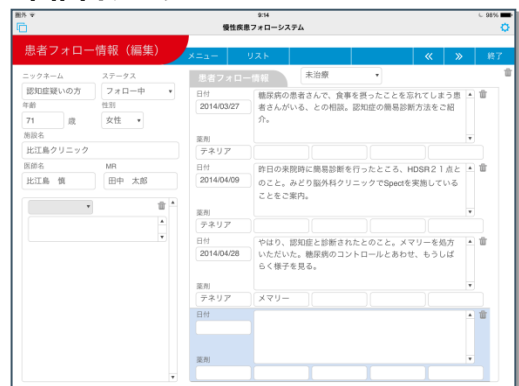 圏外
9:14
98%
慢性疾患フォローシステム
患者フォロー情報（編集）
メニュー
リスト
≪
≫
終了
ニックネーム
ステータス
認知症疑いの方
フォロー中
年齢
性別
71
歳
女性
施設名
比江島クリニック
医師名
MR
比江島 慎
田中 太郎
患者フォロー情報
未治療
日付
2014/03/27
糖尿病の患者さんで、食事を摂ったことを忘れてしまう患
者さんがいる、との相談。認知症の簡易診断方法をご紹
介。
薬剤
テネリア
日付
2014/04/09
昨日の来院時に簡易診断を行ったところ、HDSR２１点と
のこと。みどり脳外科クリニックでSpectを実施している
ことをご案内。
薬剤
テネリア
日付
2014/04/28
やはり、認知症と診断されたとのこと。メマリーを処方
いただいた。糖尿病のコントロールとあわせ、もうしば
らく様子を見る。
薬剤
テネリア
メマリー
日付
薬剤